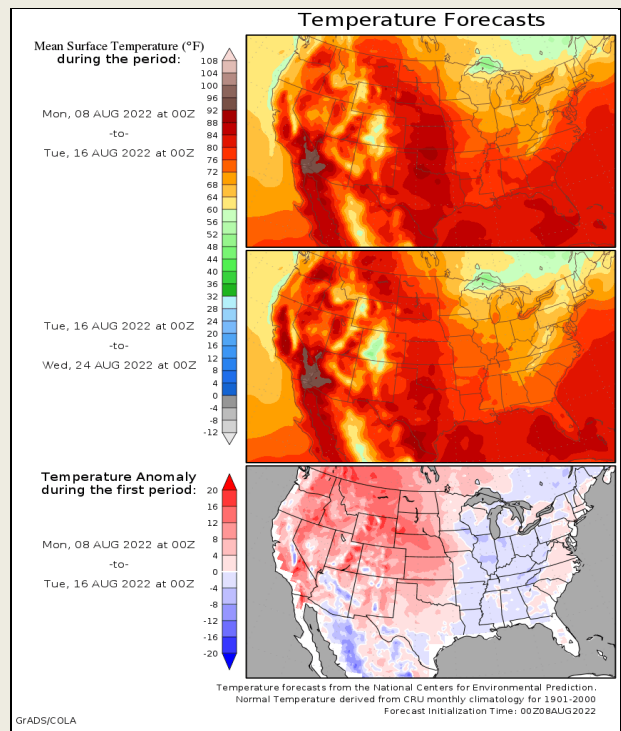 Temperature Forecasts
Mean Surface Temperature (°F)
during the period:
Mon, 08 AUG 2022 at 00Z
-to-
Tue, 16 AUG 2022 at 00Z
108
104
100
96
92
88
84
80
76
72
68
64
60
56
52
48
44
40
36
32
28
24
20
16
12
8
4
0
-4
-8
-12
Tue, 16 AUG 2022 at 00Z
-to-
Wed, 24 AUG 2022 at 00Z
Temperature Anomaly
during the first period:
Mon, 08 AUG 2022 at 00Z
-to-
Tue, 16 AUG 2022 at 00Z
20
16
12
8
4
0
-4
-8
-12
-16
-20
Temperature forecasts from the National Centers for Environmental Prediction.
Normal Temperature derived from CRU monthly climatology for 1901-2000
Forecast Initialization Time: 00Z08AUG2022
GrADS/COLA